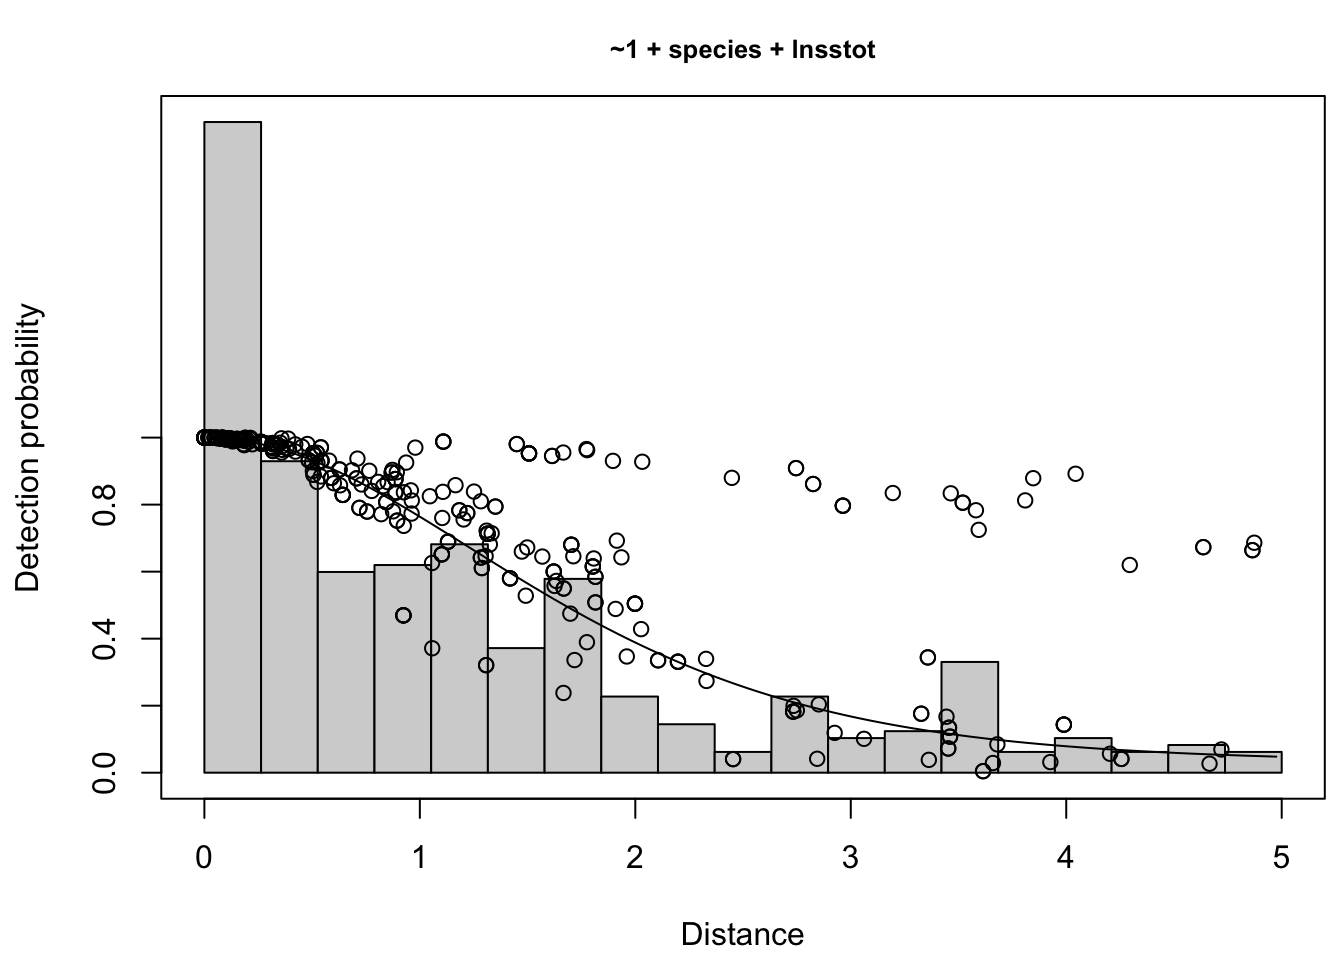 ~1 + species + lnsstot
Detection probability
0.8
0.4
0.0
0 1 2 3 4 5
Distance